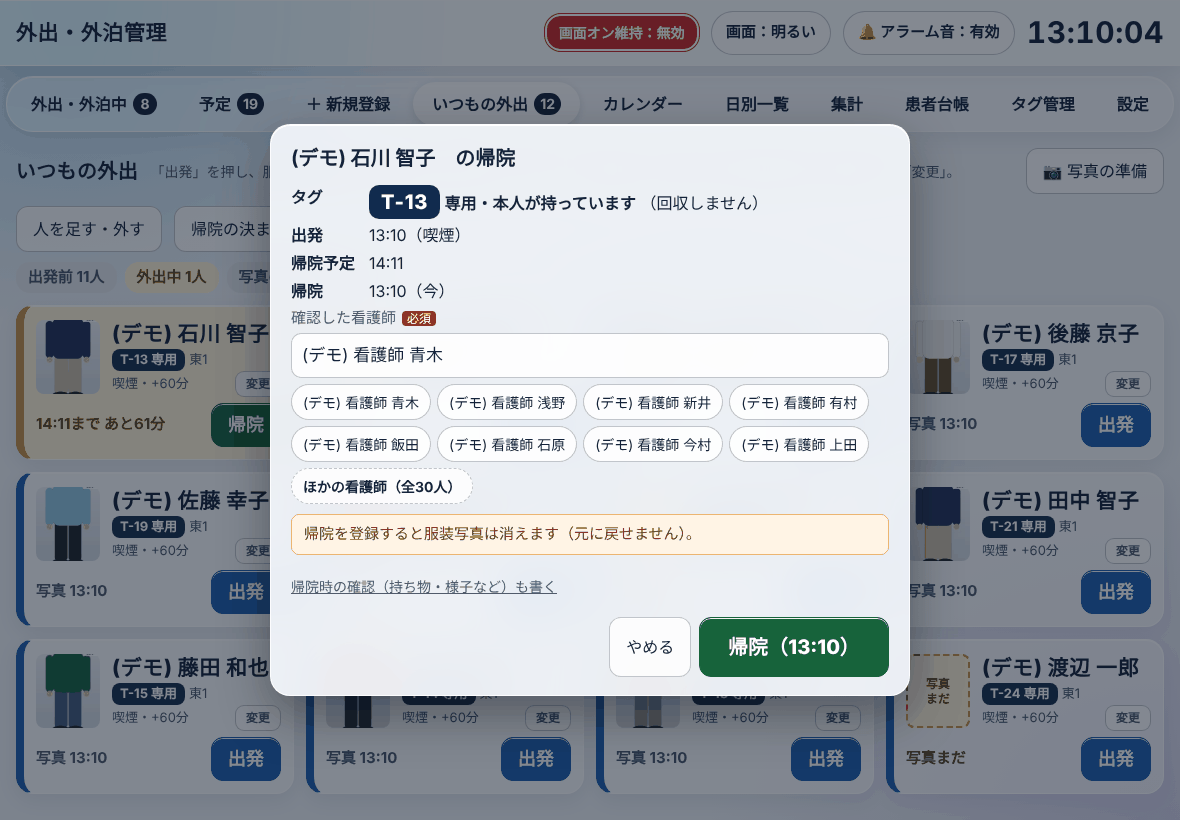 外出・外泊管理
画面オン維持：無効
画面：明るい
🔔 アラーム音：有効
13:10:04
外出・外泊中 8
予定 19
＋ 新規登録
いつもの外出 12
カレンダー
日別一覧
集計
患者台帳
タグ管理
設定
いつもの外出
「出発」を押し、
変更」。
📷 写真の準備
人を足す・外す
帰院の決ま
出発前 11人
外出中 1人
写真
(デモ) 石川 智子　の帰院
タグ
T-13 専用・本人が持っています （回収しません）
出発 13:10（喫煙）
帰院予定 14:11
帰院 13:10（今）
確認した看護師 必須
(デモ) 看護師 青木
(デモ) 看護師 青木
(デモ) 看護師 浅野
(デモ) 看護師 新井
(デモ) 看護師 有村
(デモ) 看護師 飯田
(デモ) 看護師 石原
(デモ) 看護師 今村
(デモ) 看護師 上田
ほかの看護師（全30人）
帰院を登録すると服装写真は消えます（元に戻せません）。
帰院時の確認（持ち物・様子など）も書く
やめる
帰院（13:10）
(デモ) 石川 智子
T-13 専用 東1
喫煙・+60分
変更
14:11まで あと61分
帰院
(デモ) 後藤 京子
T-17 専用 東1
喫煙・+60分
変更
写真 13:10
出発
(デモ) 佐藤 幸子
T-19 専用 東1
喫煙・+60分
変更
写真 13:10
出発
(デモ) 田中 智子
T-21 専用 東1
喫煙・+60分
変更
写真 13:10
出発
(デモ) 藤田 和也
T-15 専用 東1
喫煙・+60分
変更
写真 13:10
出発
喫煙・+60分
変更
写真 13:10
出発
喫煙・+60分
変更
写真 13:10
出発
写真
まだ
(デモ) 渡辺 一郎
T-24 専用 東1
喫煙・+60分
変更
写真まだ
出発